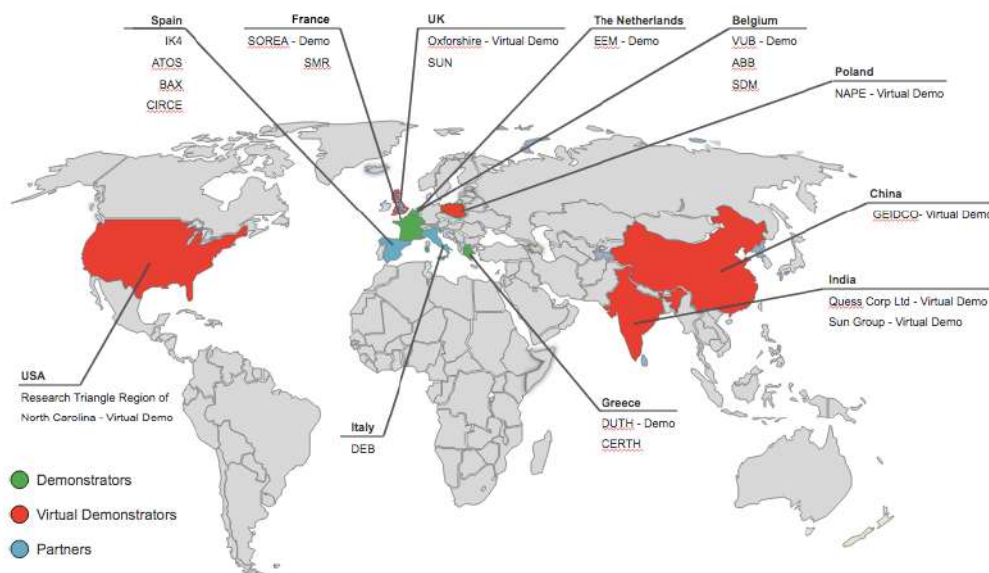 Spain
IK4
ATOS
BAX
CIRCE
France
SOREA - Demo
SMR
UK
Oxforshire - Virtual Demo
SUN
The Netherlands
EEM - Demo
Belgium
VUB - Demo
ABB
SDM
Poland
NAPE - Virtual Demo
China
GEIDCO- Virtual Demo
India
Quess Corp Ltd - Virtual Demo
Sun Group - Virtual Demo
USA
Research Triangle Region of
North Carolina - Virtual Demo
Italy
DEB
Greece
DUTH - Demo
CERTH
Demonstrators
Virtual Demonstrators
Partners